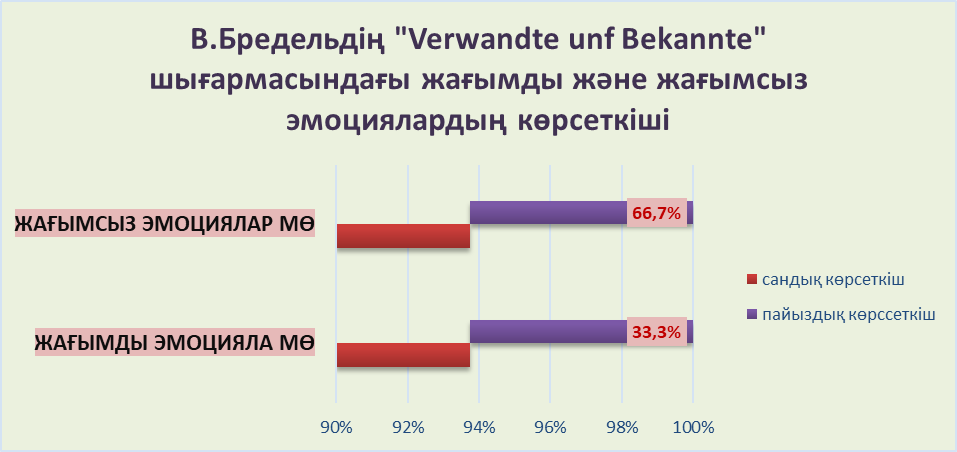 В.Бредельдің "Verwandte unf Bekannte"
шығармасындағы жағымды және жағымсыз
эмоциялардың көрсеткіші
ЖАҒЫМСЫЗ ЭМОЦИЯЛАР МӨ
66,7%
сандық көрсеткіш
пайыздық көрссеткіш
ЖАҒЫМДЫ ЭМОЦИЯЛА МӨ
33,3%
90% 92% 94% 96% 98% 100%